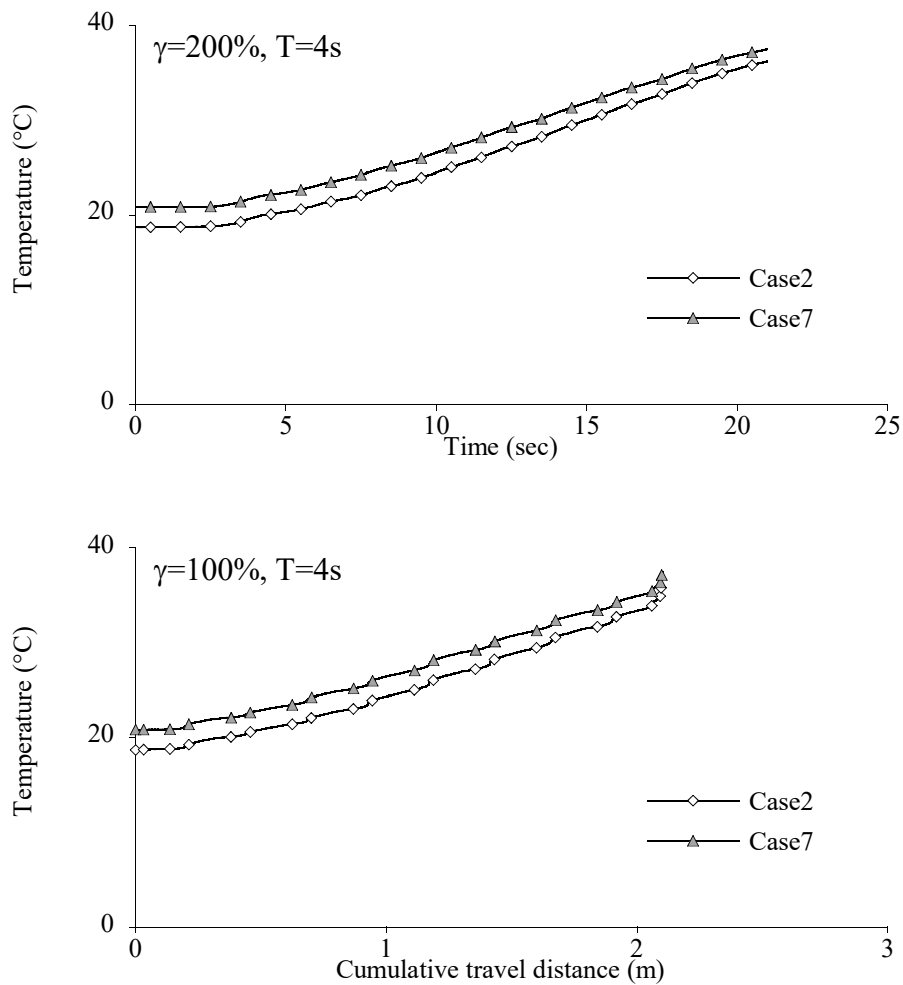 40
γ=200%, T=4s
Temperature (°C)
20
Case2
Case7
0
0 5 10 15 20 25
Time (sec)
40
γ=100%, T=4s
Temperature (°C)
20
Case2
Case7
0
0 1 2 3
Cumulative travel distance (m)